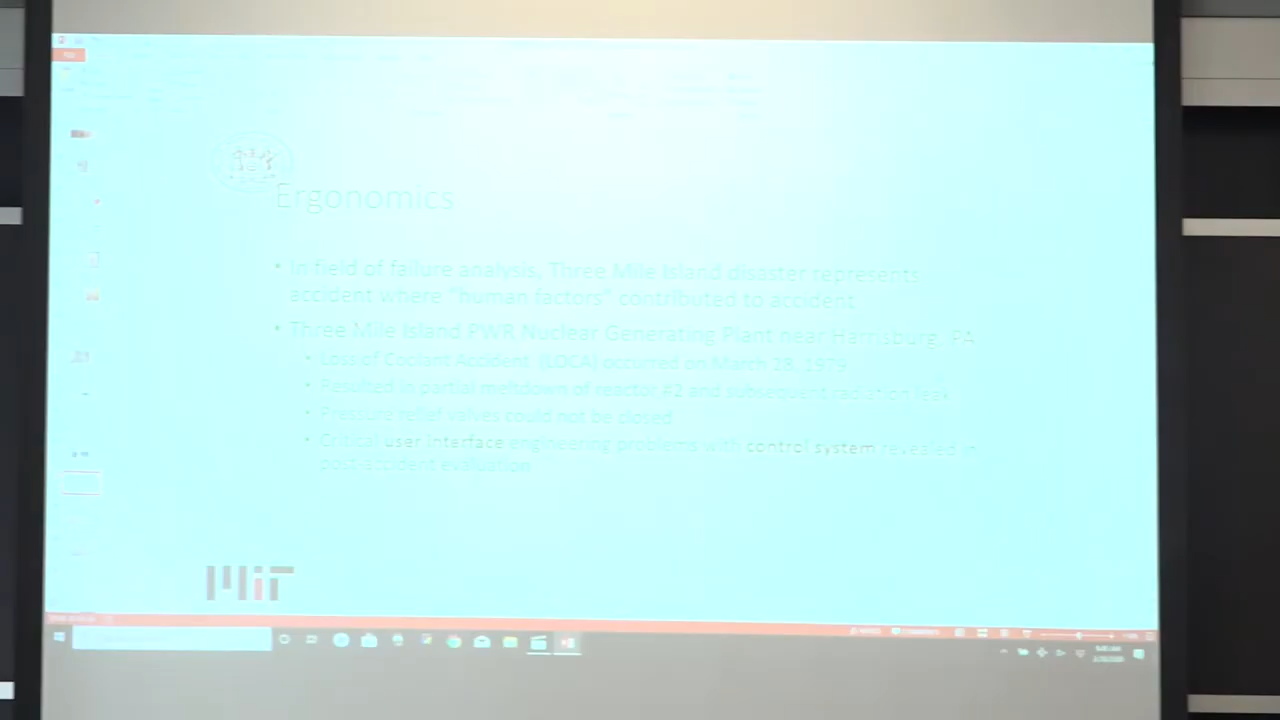 Ergonomics
• In field of failure analysis, Three Mile Island disaster represents
accident where "human factors" contributed to accident
• Three Mile Island PWR Nuclear Generating Plant near Harrisburg, PA
• Loss of Coolant Accident (LOCA) occurred on March 28, 1979
• Resulted in partial meltdown of reactor #2 and subsequent radiation leak
• Pressure relief valves could not be closed
• Critical user interface engineering problems with control system revealed in
post-accident evaluation
MIT